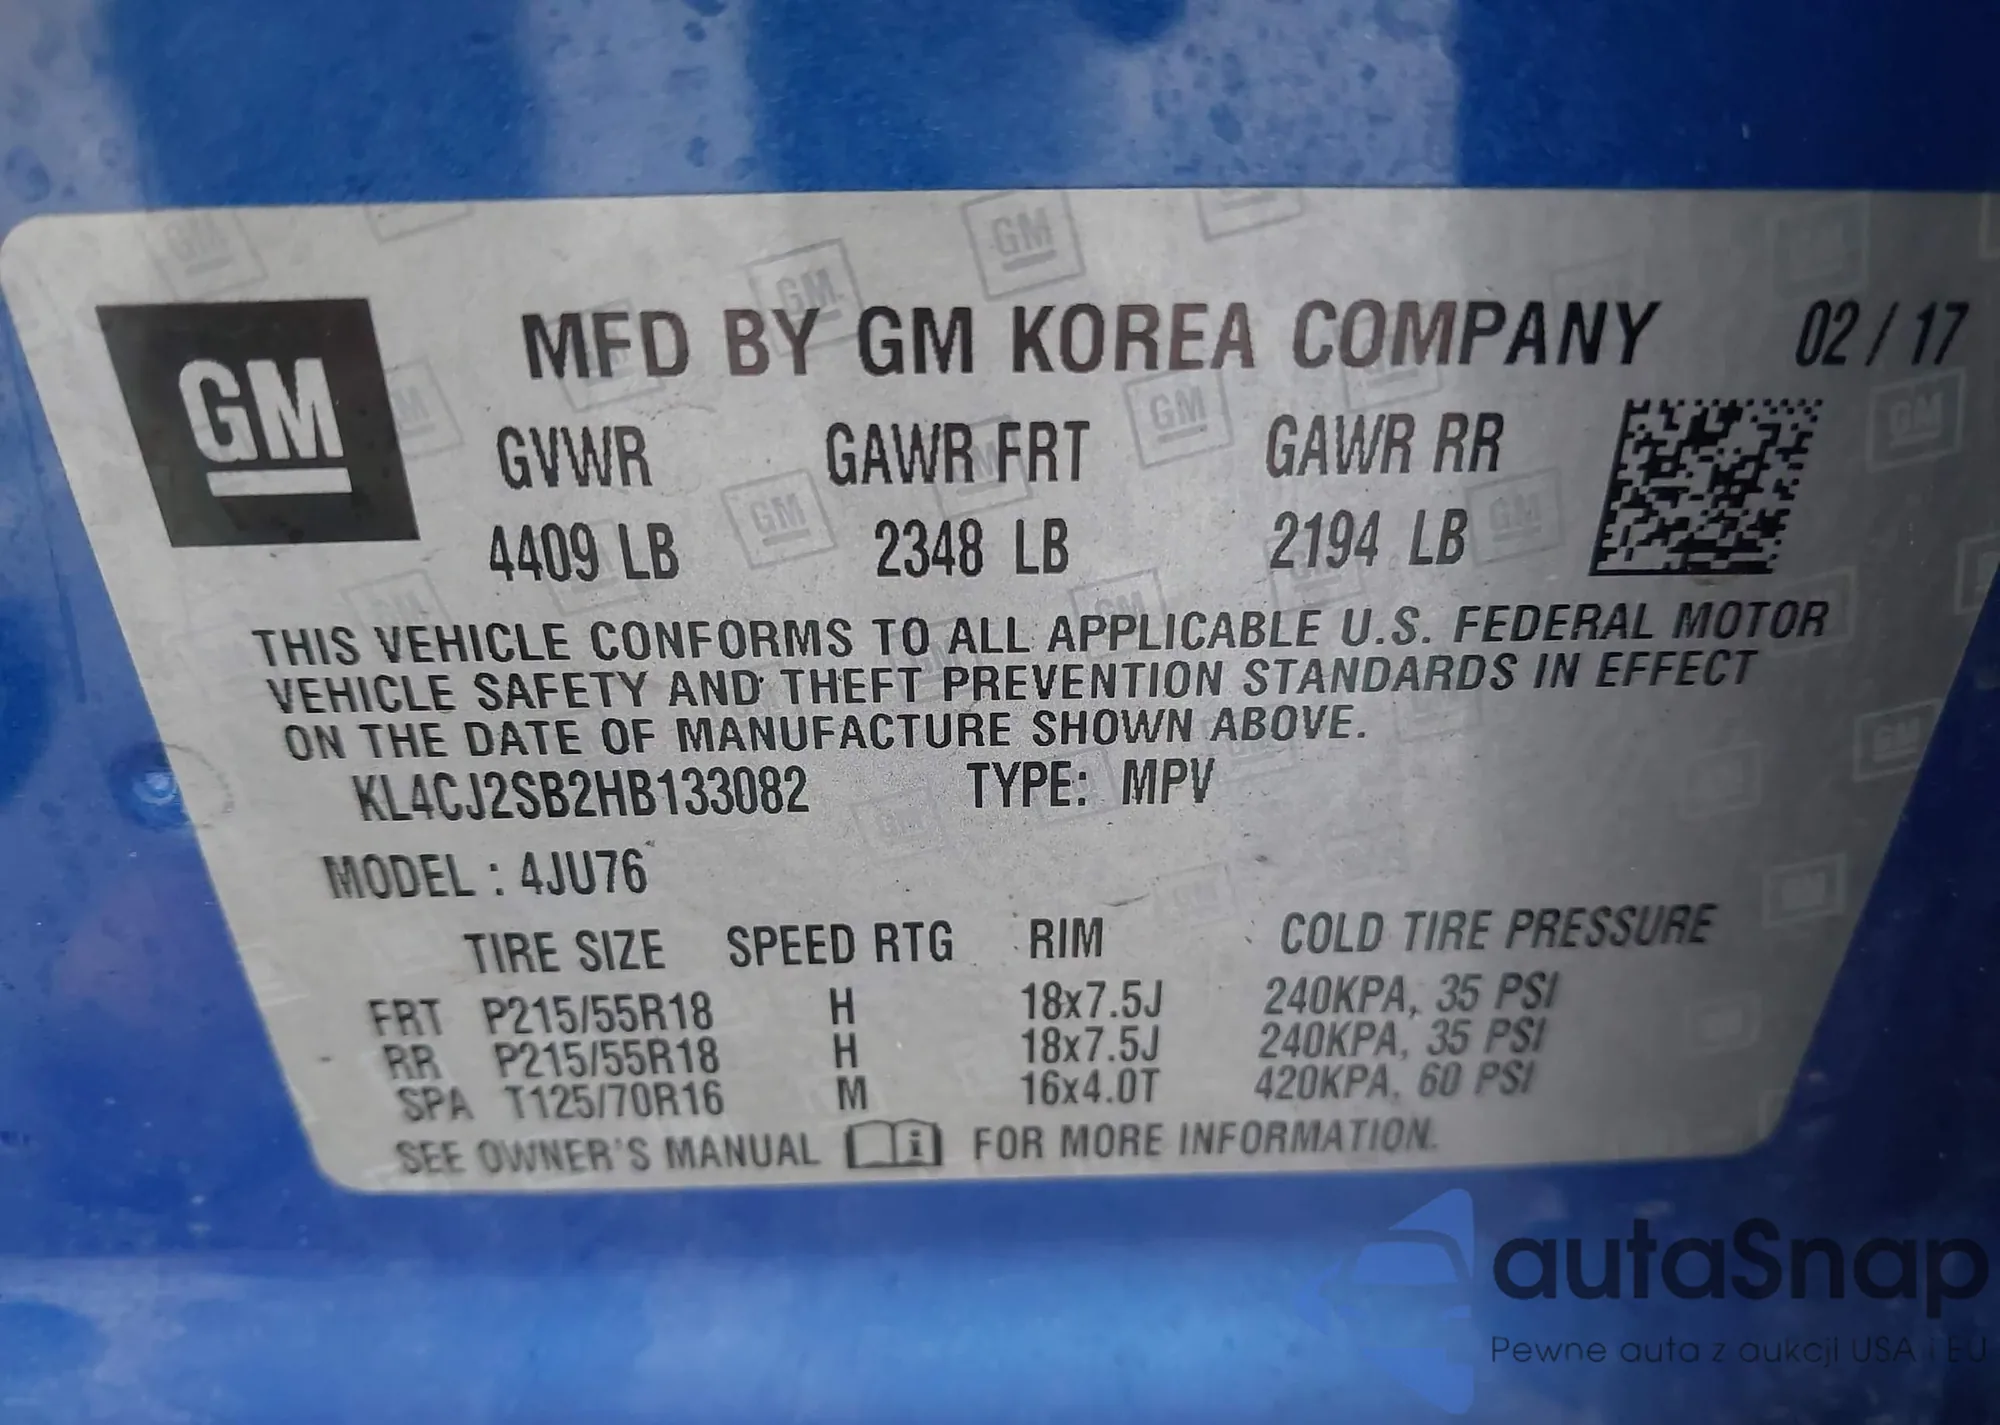 GM
MFD BY GM KOREA COMPANY 02/17
GVWR GAWR FRT GAWR RR
4409 LB 2348 LB 2194 LB
THIS VEHICLE CONFORMS TO ALL APPLICABLE U.S. FEDERAL MOTOR
VEHICLE SAFETY AND THEFT PREVENTION STANDARDS IN EFFECT
ON THE DATE OF MANUFACTURE SHOWN ABOVE.
KL4CJ2SB2HB133082 TYPE: MPV
MODEL : 4JU76
TIRE SIZE SPEED RTG RIM COLD TIRE PRESSURE
FRT P215/55R18 H 18x7.5J 240KPA, 35 PSI
RR P215/55R18 H 18x7.5J 240KPA, 35 PSI
SPA T125/70R16 M 16x4.0T 420KPA, 60 PSI
SEE OWNER'S MANUAL i FOR MORE INFORMATION.
autaSnap
Pewne auta z aukcji USA i EU